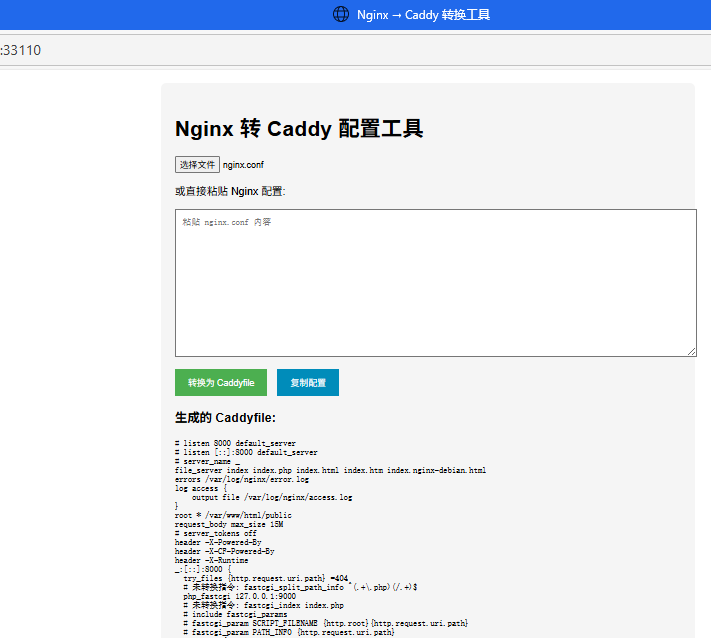 Nginx → Caddy 转换工具
:33110
Nginx 转 Caddy 配置工具
选择文件 nginx.conf
或直接粘贴 Nginx 配置:
粘贴 nginx.conf 内容
转换为 Caddyfile 复制配置
生成的 Caddyfile:
# listen 8000 default_server
# listen [::]:8000 default_server
# server_name _
file_server index index.php index.html index.htm index.nginx-debian.html
errors /var/log/nginx/error.log
log access {
    output file /var/log/nginx/access.log
}
root * /var/www/html/public
request_body max_size 15M
# server_tokens off
header -X-Powered-By
header -X-CF-Powered-By
header -X-Runtime
_:[::]:8000 {
  try_files {http.request.uri.path} =404
  # 未转换指令: fastcgi_split_path_info ^(.+\.php)(/.+)$
  php_fastcgi 127.0.0.1:9000
  # 未转换指令: fastcgi_index index.php
  # include fastcgi_params
  # fastcgi_param SCRIPT_FILENAME {http.root}{http.request.uri.path}
  # fastcgi_param PATH_INFO {http.request.uri.path}